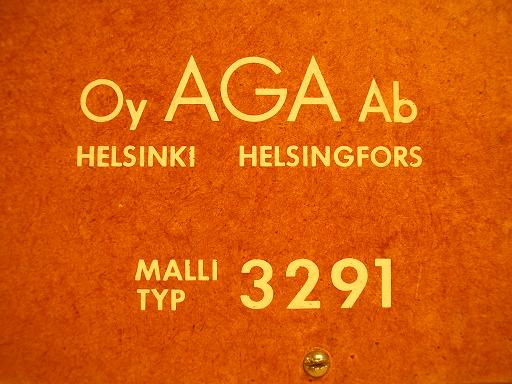 Oy AGA Ab
HELSINKI HELSINGFORS
MALLI
TYP
3291